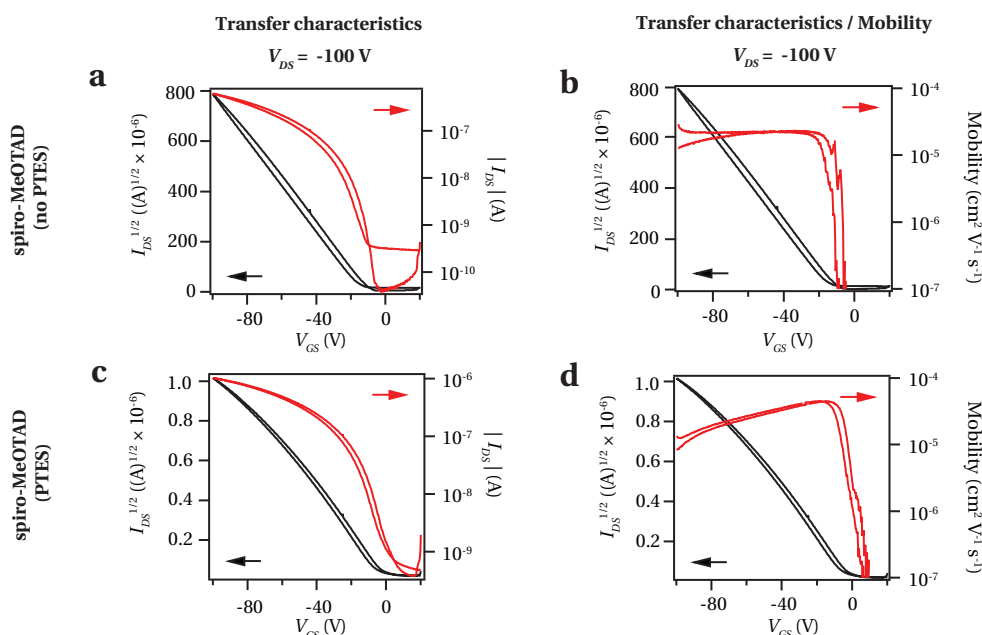 Transfer characteristics
V_DS = -100 V
Transfer characteristics / Mobility
V_DS = -100 V
spiro-MeOTAD
(no PTES)
a
I_DS^1/2 ((A)^1/2 × 10^-6)
800
600
400
200
0
10^-7
10^-8
10^-9
10^-10
| I_DS | (A)
-80
-40
0
V_GS (V)
b
I_DS^1/2 ((A)^1/2 × 10^-6)
800
600
400
200
0
10^-4
10^-5
10^-6
10^-7
Mobility (cm^2 V^-1 s^-1)
-80
-40
0
V_GS (V)
spiro-MeOTAD
(PTES)
c
I_DS^1/2 ((A)^1/2 × 10^-6)
1.0
0.8
0.6
0.4
0.2
10^-6
10^-7
10^-8
10^-9
| I_DS | (A)
-80
-40
0
V_GS (V)
d
I_DS^1/2 ((A)^1/2 × 10^-6)
1.0
0.8
0.6
0.4
0.2
10^-4
10^-5
10^-6
10^-7
Mobility (cm^2 V^-1 s^-1)
-80
-40
0
V_GS (V)